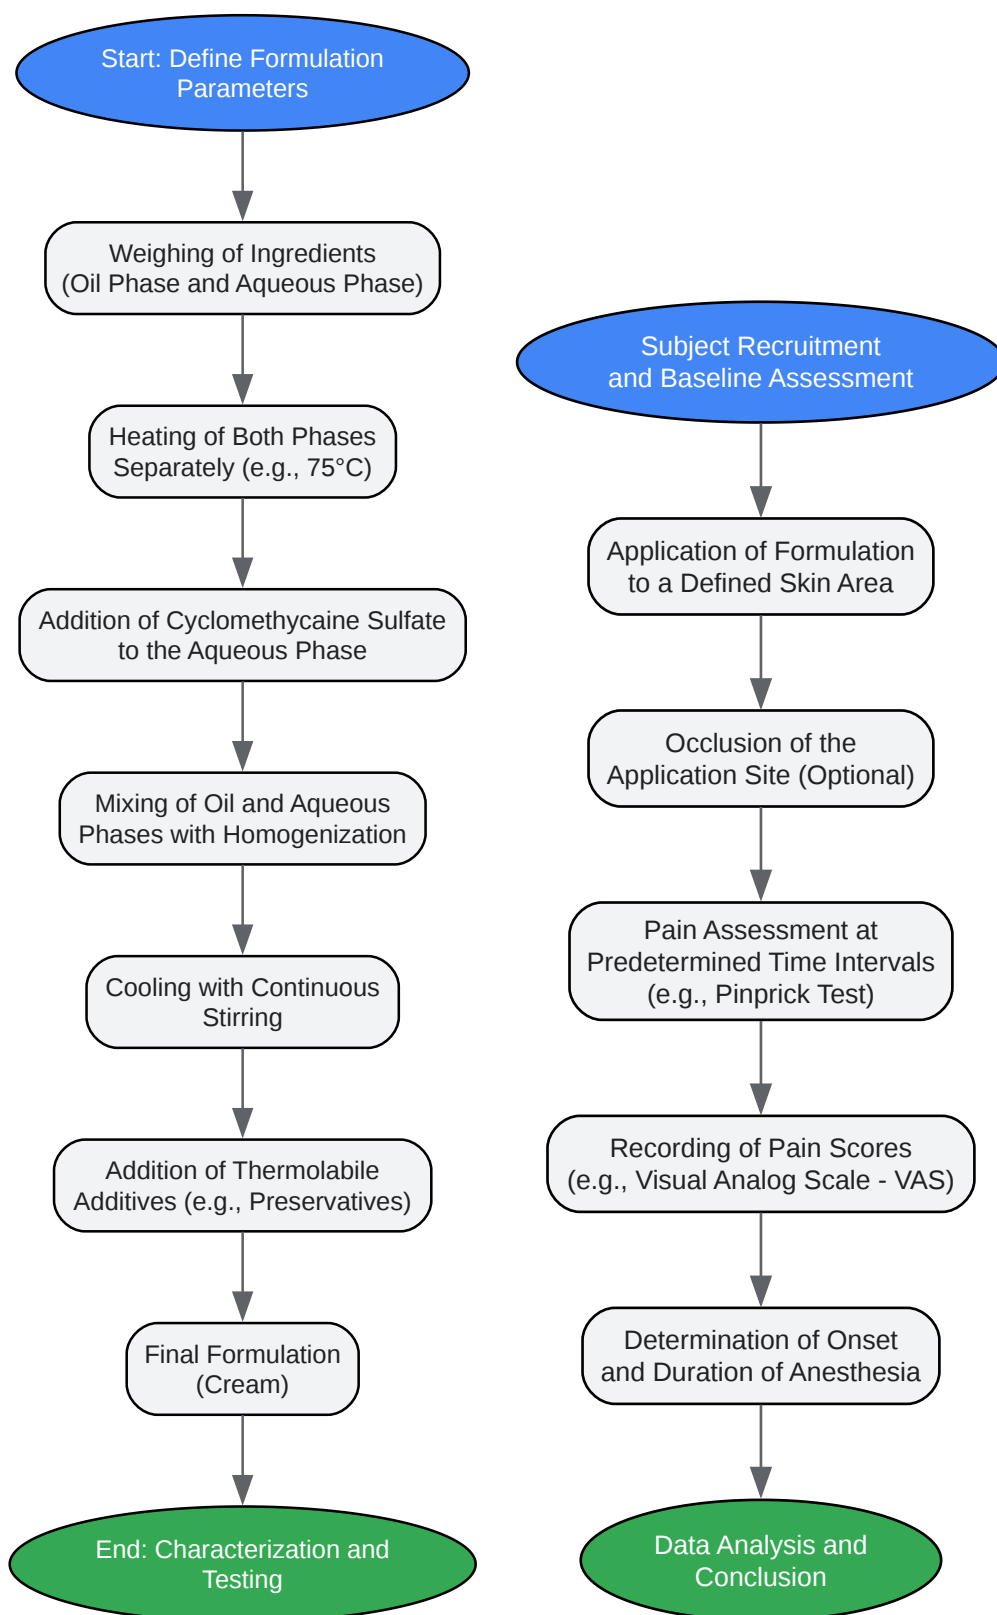 Start: Define Formulation
Parameters
Weighing of Ingredients
(Oil Phase and Aqueous Phase)
Heating of Both Phases
Separately (e.g., 75°C)
Addition of Cyclomethycaine Sulfate
to the Aqueous Phase
Mixing of Oil and Aqueous
Phases with Homogenization
Cooling with Continuous
Stirring
Addition of Thermolabile
Additives (e.g., Preservatives)
Final Formulation
(Cream)
End: Characterization and
Testing
Subject Recruitment
and Baseline Assessment
Application of Formulation
to a Defined Skin Area
Occlusion of the
Application Site (Optional)
Pain Assessment at
Predetermined Time Intervals
(e.g., Pinprick Test)
Recording of Pain Scores
(e.g., Visual Analog Scale - VAS)
Determination of Onset
and Duration of Anesthesia
Data Analysis and
Conclusion